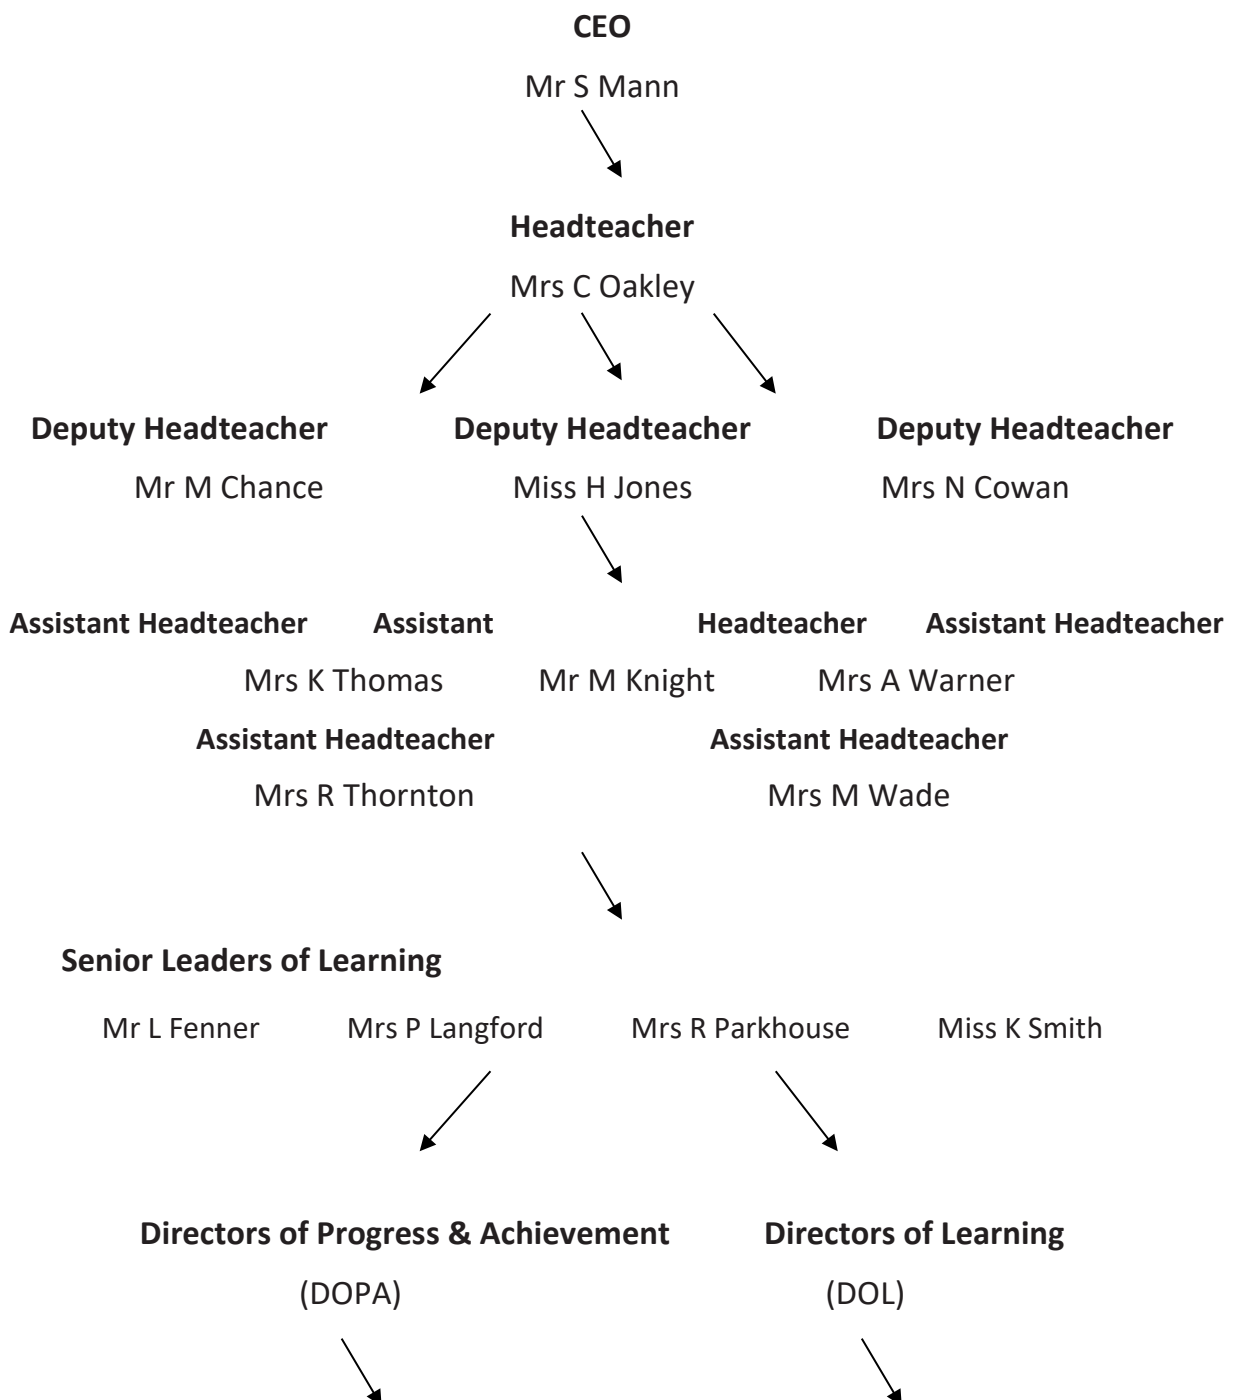 CEO
Mr S Mann
Headteacher
Mrs C Oakley
Deputy Headteacher Deputy Headteacher Deputy Headteacher
Mr M Chance Miss H Jones Mrs N Cowan
Assistant Headteacher Assistant Headteacher Assistant Headteacher
Mrs K Thomas Mr M Knight Mrs A Warner
Assistant Headteacher Assistant Headteacher
Mrs R Thornton Mrs M Wade
Senior Leaders of Learning
Mr L Fenner Mrs P Langford Mrs R Parkhouse Miss K Smith
Directors of Progress & Achievement Directors of Learning
(DOPA) (DOL)